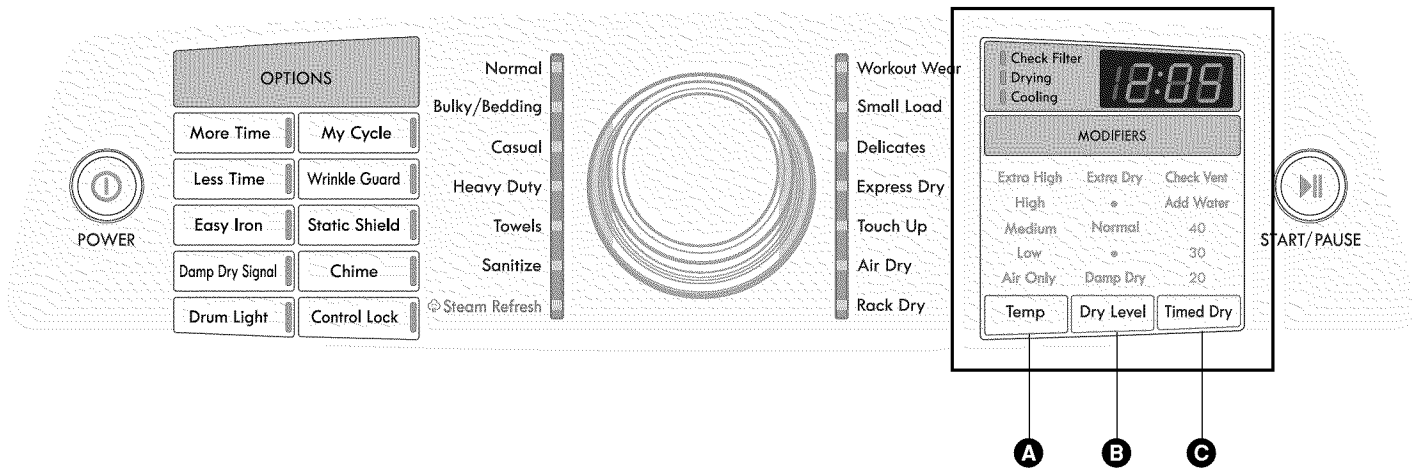 POWER
OPTIONS
More Time
My Cycle
Less Time
Wrinkle Guard
Easy Iron
Static Shield
Damp Dry Signal
Chime
Drum Light
Control Lock
Normal
Bulky/Bedding
Casual
Heavy Duty
Towels
Sanitize
Steam Refresh
Workout Wear
Small Load
Delicates
Express Dry
Touch Up
Air Dry
Rack Dry
Check Filter
Drying
Cooling
12:05
MODIFIERS
Extra High
High
Medium
Low
Air Only
Temp
Extra Dry
Normal
Damp Dry
Dry Level
Check Vent
Add Water
40
30
20
Timed Dry
START/PAUSE
A
B
C